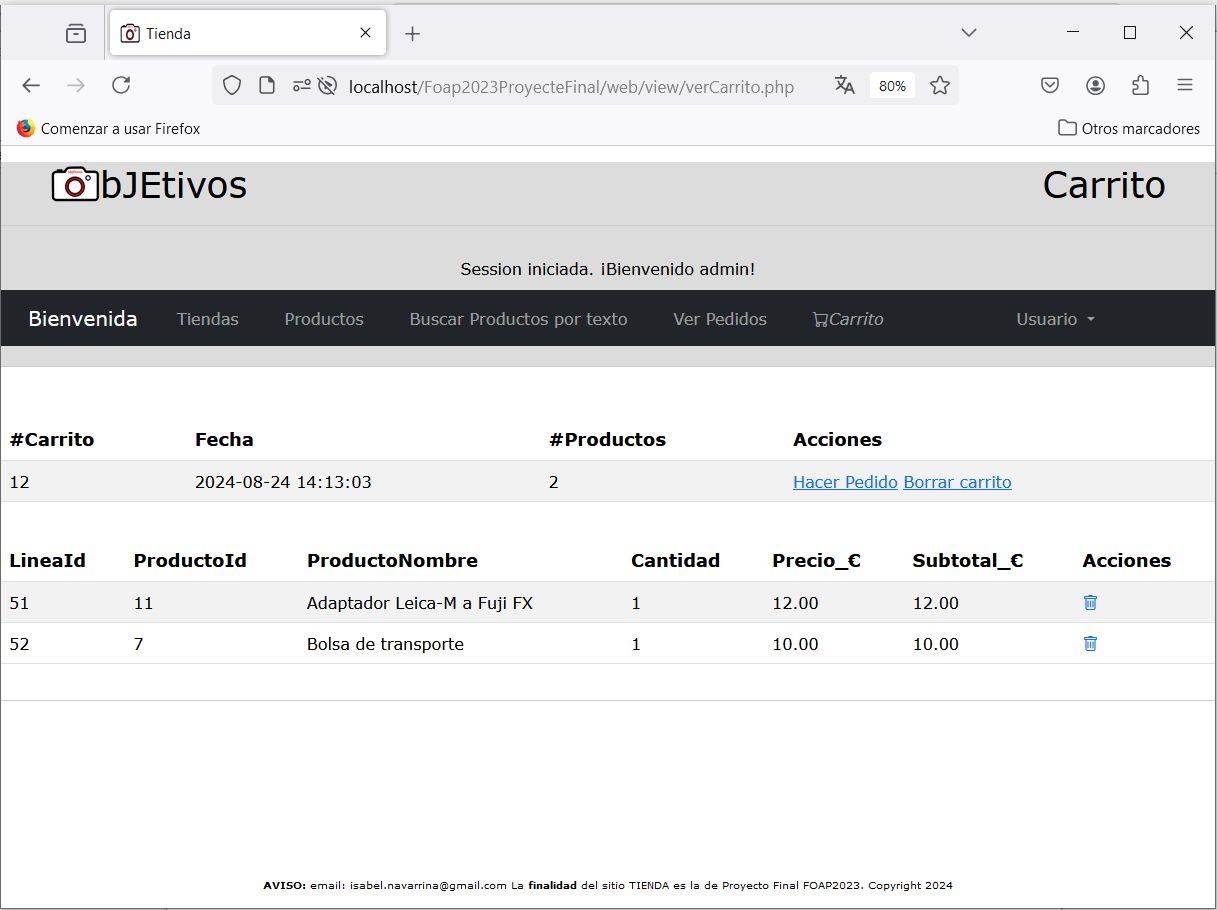 Tienda
localhost/Foap2023ProyecteFinal/web/view/verCarrito.php 80%
Comenzar a usar Firefox Otros marcadores
bJEtivos Carrito
Session iniciada. ¡Bienvenido admin!
Bienvenida Tiendas Productos Buscar Productos por texto Ver Pedidos Carrito Usuario
#Carrito Fecha #Productos Acciones
12 2024-08-24 14:13:03 2 Hacer Pedido Borrar carrito
LineaId ProductoId ProductoNombre Cantidad Precio_€ Subtotal_€ Acciones
51 11 Adaptador Leica-M a Fuji FX 1 12.00 12.00
52 7 Bolsa de transporte 1 10.00 10.00
AVISO: email: isabel.navarrina@gmail.com La finalidad del sitio TIENDA es la de Proyecto Final FOAP2023. Copyright 2024